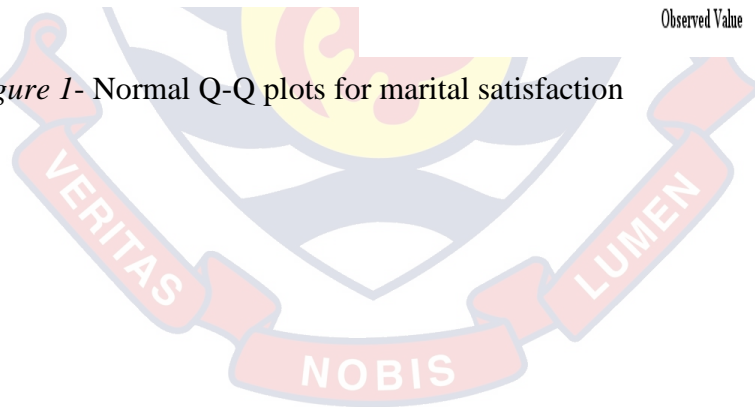 Observed Value
gure 1- Normal Q-Q plots for marital satisfaction
VERITAS
NOBIS
LUMEN